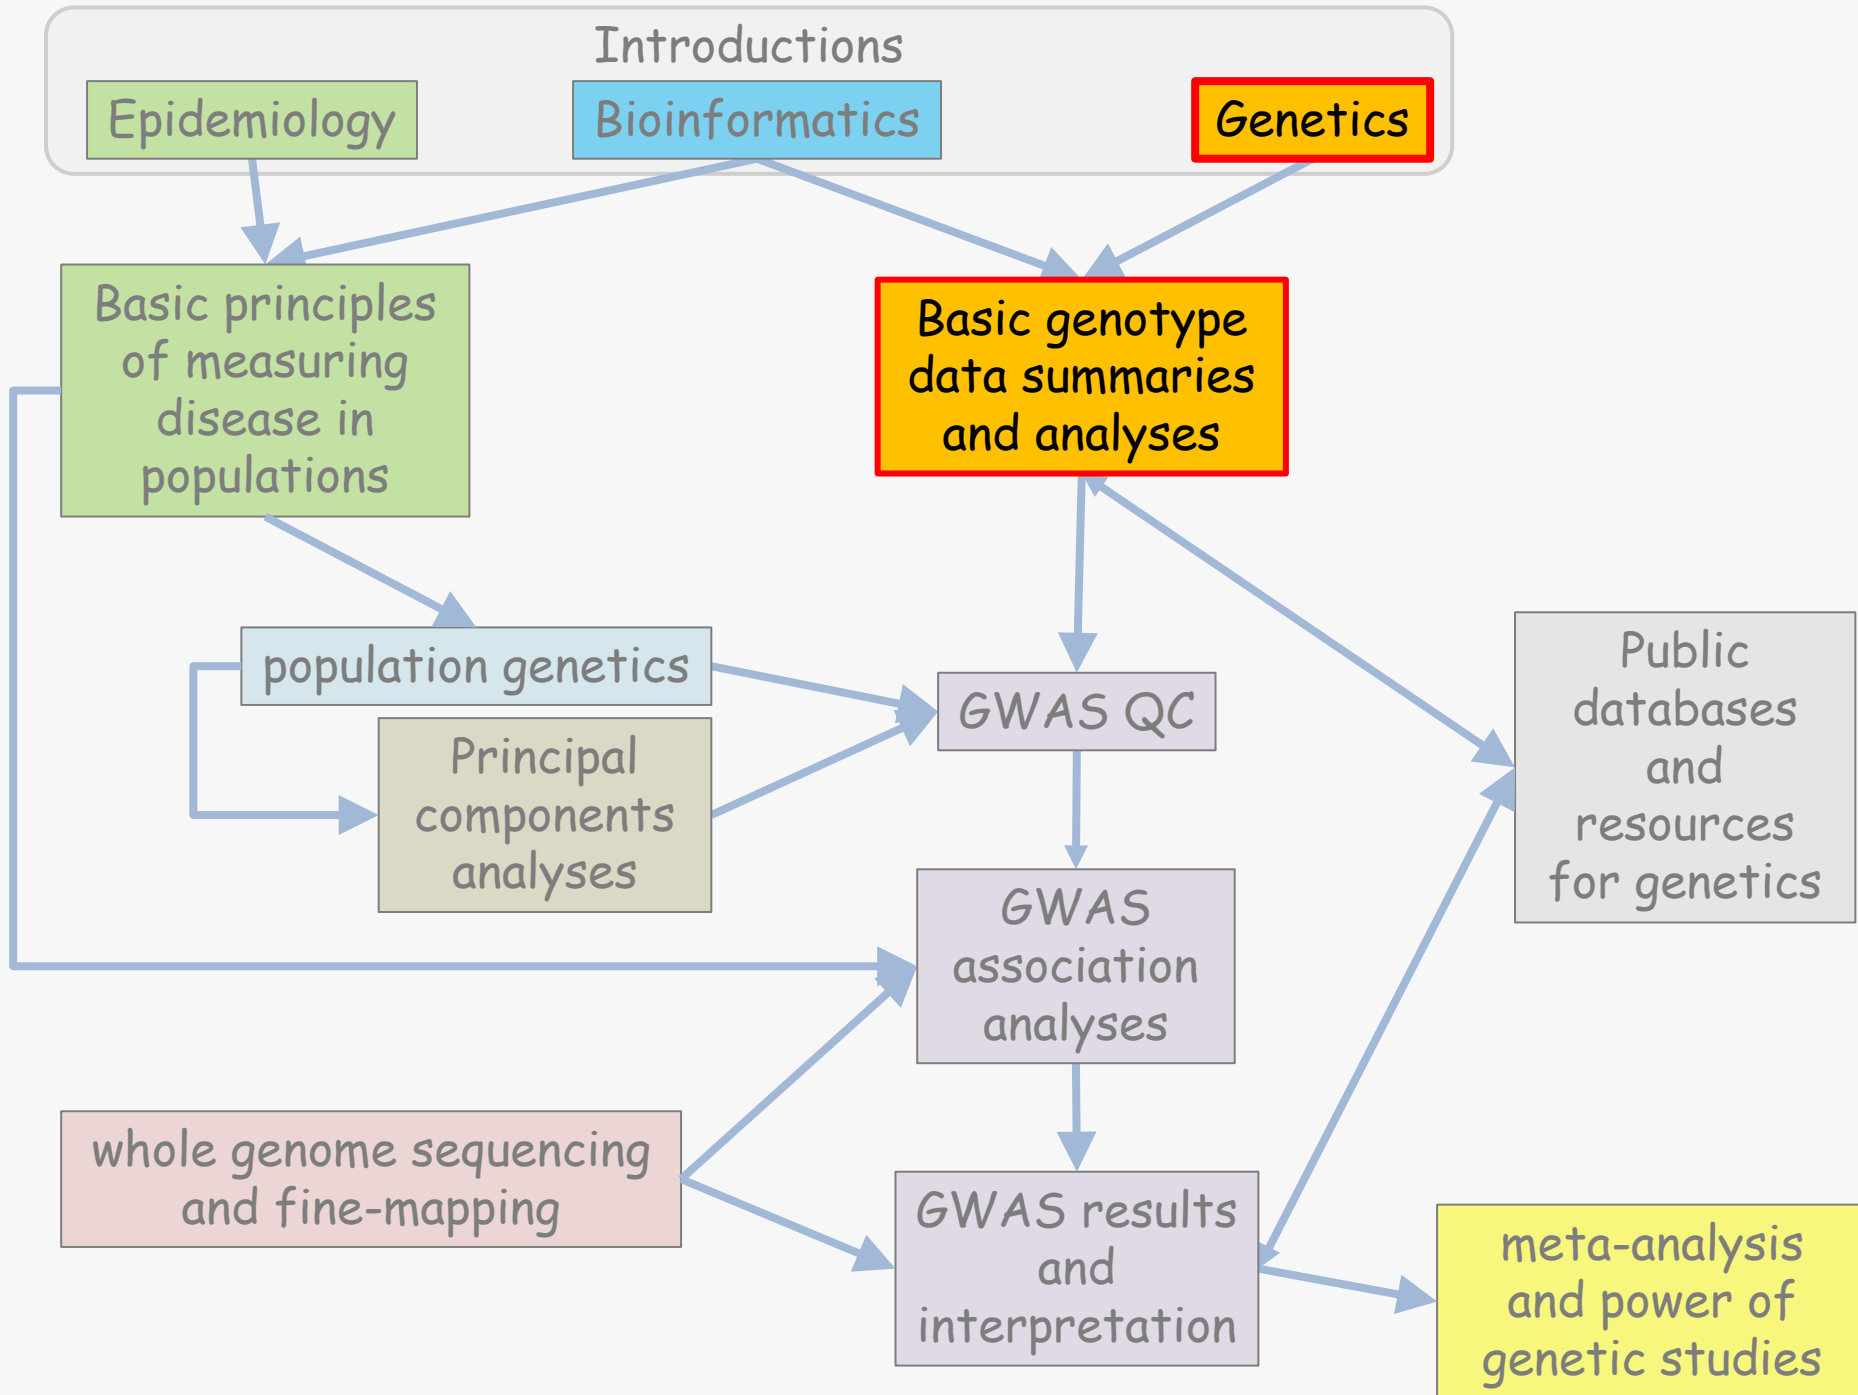 Introductions
Epidemiology
Bioinformatics
Genetics
Basic principles
of measuring
disease in
populations
Basic genotype
data summaries
and analyses
population genetics
GWAS QC
Public
databases
and
resources
for genetics
Principal
components
analyses
GWAS
association
analyses
whole genome sequencing
and fine-mapping
GWAS results
and
interpretation
meta-analysis
and power of
genetic studies